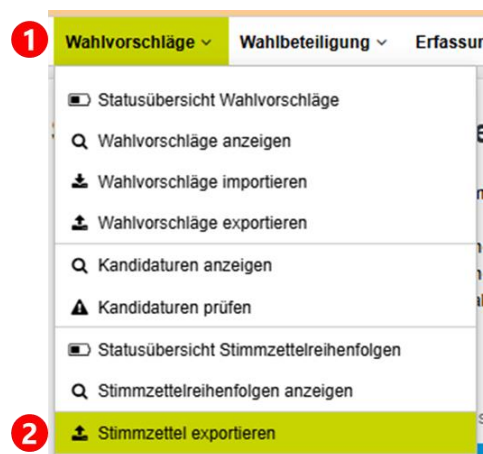 1 Wahlvorschläge Wahlbeteiligung
Statusübersicht Wahlvorschläge
Wahlvorschläge anzeigen
Wahlvorschläge importieren
Wahlvorschläge exportieren
Kandidaturen anzeigen
Kandidaturen prüfen
Statusübersicht Stimmzettelreihenfolgen
Stimmzettelreihenfolgen anzeigen
2 Stimmzettel exportieren